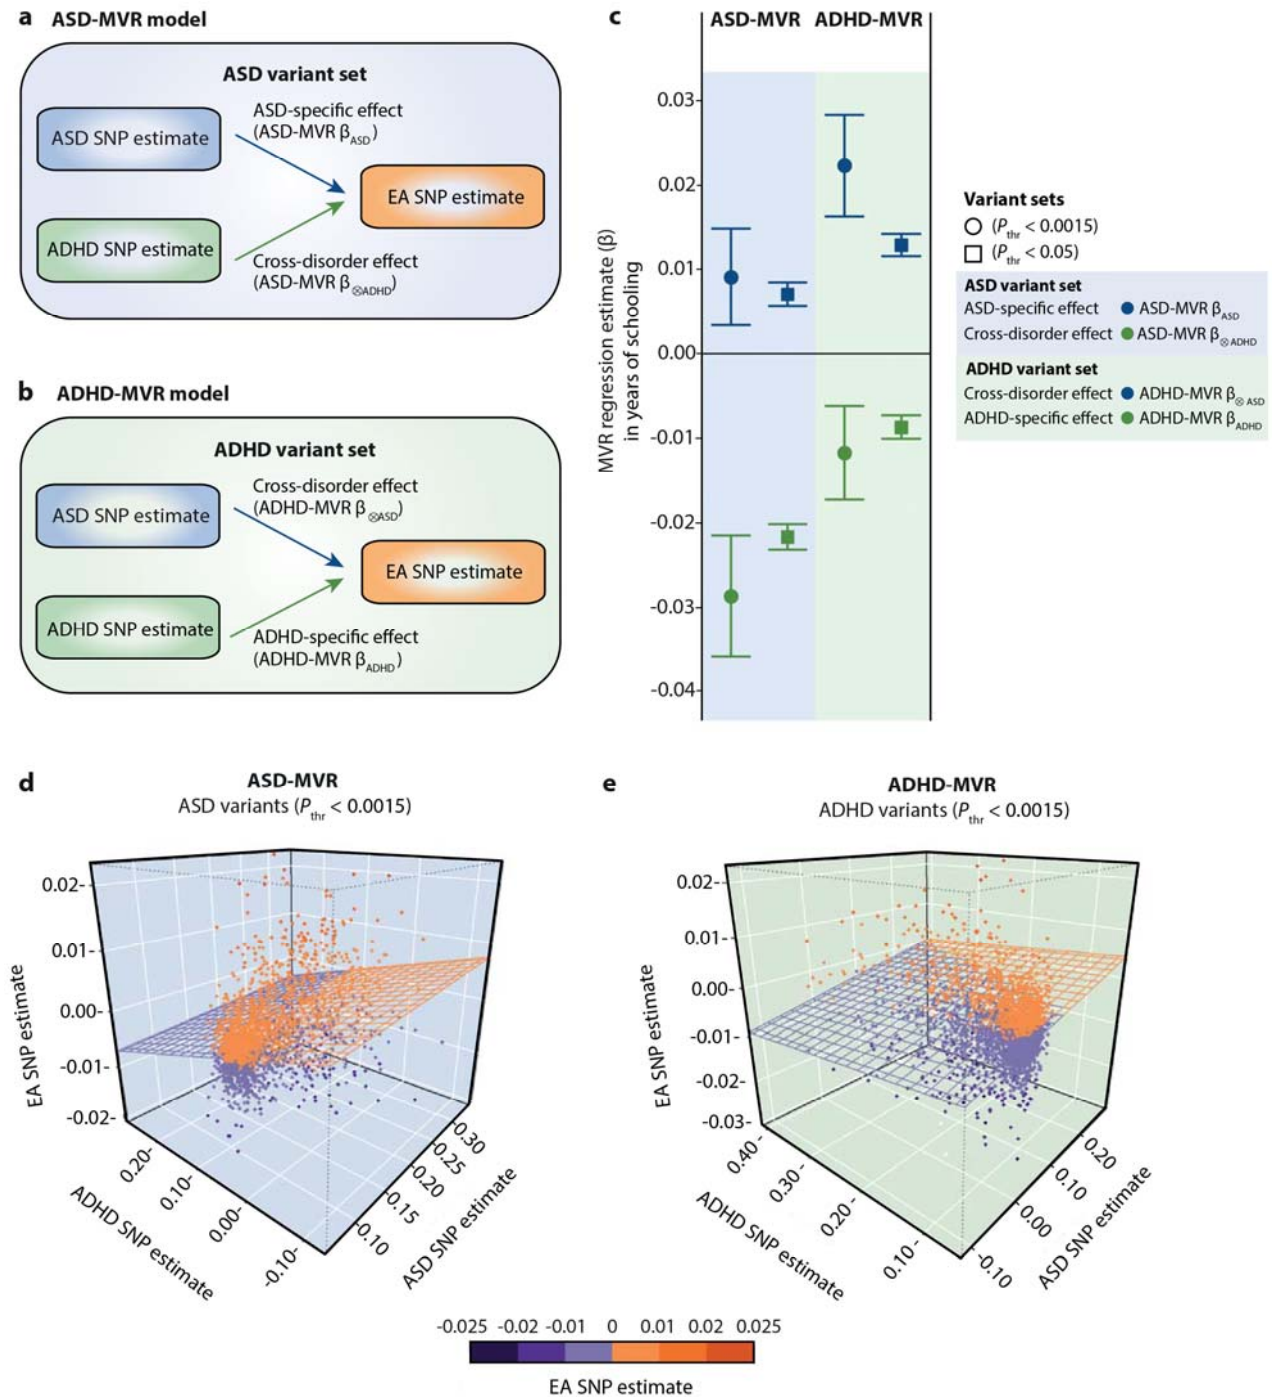 a ASD-MVR model
ASD variant set
ASD SNP estimate
ASD-specific effect
(ASD-MVR βASD)
EA SNP estimate
ADHD SNP estimate
Cross-disorder effect
(ASD-MVR β⊗ADHD)
b ADHD-MVR model
ADHD variant set
ASD SNP estimate
Cross-disorder effect
(ADHD-MVR β⊗ASD)
EA SNP estimate
ADHD SNP estimate
ADHD-specific effect
(ADHD-MVR βADHD)
c ASD-MVR ADHD-MVR
MVR regression estimate (β)
in years of schooling
0.03
0.02
0.01
0.00
-0.01
-0.02
-0.03
-0.04
Variant sets
(Pthr < 0.0015)
(Pthr < 0.05)
ASD variant set
ASD-specific effect ASD-MVR βASD
Cross-disorder effect ASD-MVR β⊗ADHD
ADHD variant set
Cross-disorder effect ADHD-MVR β⊗ASD
ADHD-specific effect ADHD-MVR βADHD
d ASD-MVR
ASD variants (Pthr < 0.0015)
EA SNP estimate
0.02-
0.01-
0.00-
-0.01-
-0.02-
0.20-
0.10-
0.00-
-0.10-
ADHD SNP estimate
-0.30
-0.25
-0.20
-0.15
-0.10
ASD SNP estimate
e ADHD-MVR
ADHD variants (Pthr < 0.0015)
EA SNP estimate
0.02-
0.01-
0.00-
-0.01-
-0.02-
-0.03-
0.40-
0.30-
0.20-
0.10-
ADHD SNP estimate
0.20
0.10
0.00
-0.10
ASD SNP estimate
-0.025 -0.02 -0.01 0 0.01 0.02 0.025
EA SNP estimate